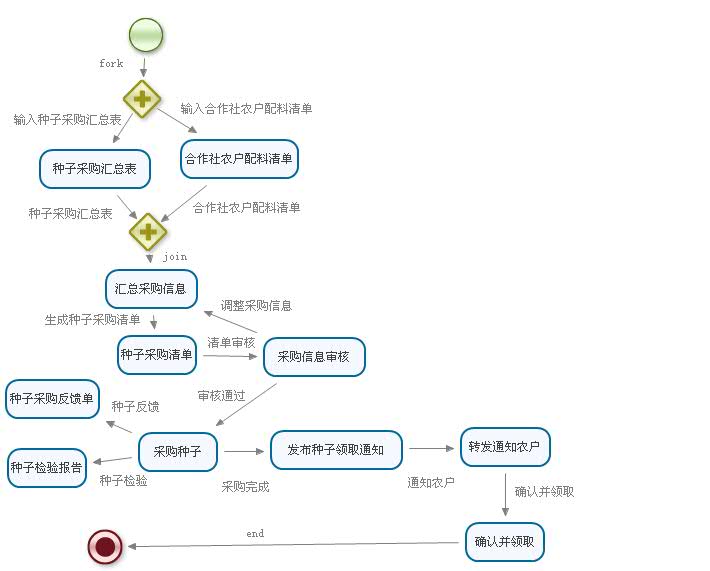 fork
输入种子采购汇总表
输入合作社农户配料清单
种子采购汇总表
合作社农户配料清单
种子采购汇总表
合作社农户配料清单
join
汇总采购信息
调整采购信息
生成种子采购清单
种子采购清单
清单审核
采购信息审核
种子采购反馈单
种子反馈
审核通过
采购种子
发布种子领取通知
转发通知农户
种子检验报告
种子检验
采购完成
通知农户
确认并领取
end
确认并领取